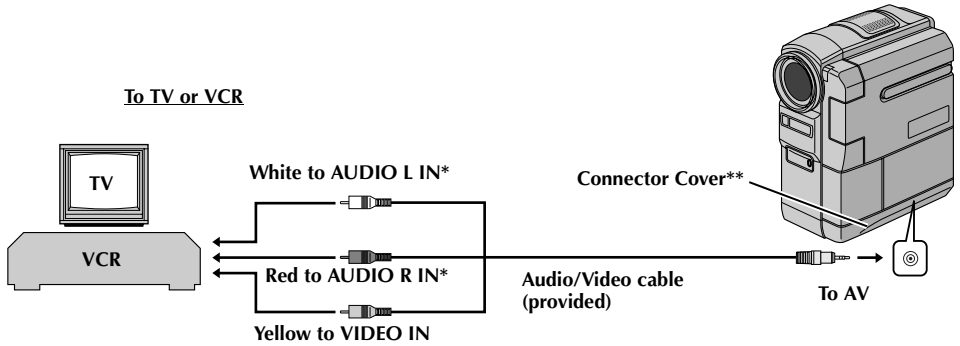 To TV or VCR
White to AUDIO L IN*
Connector Cover**
TV
VCR
Red to AUDIO R IN*
Audio/Video cable
(provided)
To AV
Yellow to VIDEO IN